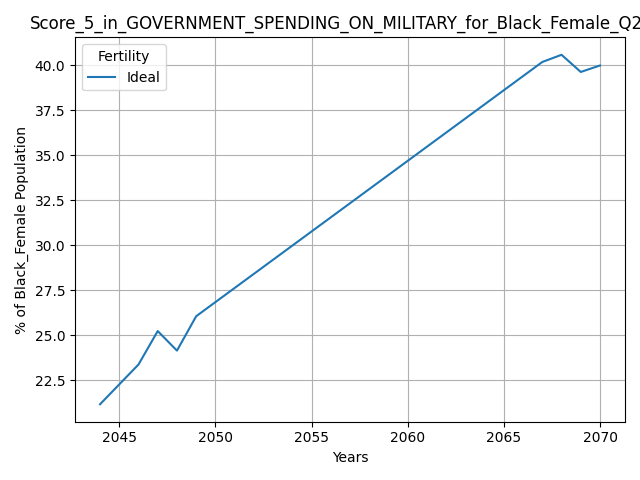 Score_5_in_GOVERNMENT_SPENDING_ON_MILITARY_for_Black_Female_Q2
Fertility
Ideal
% of Black_Female Population
40.0
37.5
35.0
32.5
30.0
27.5
25.0
22.5
2045 2050 2055 2060 2065 2070
Years